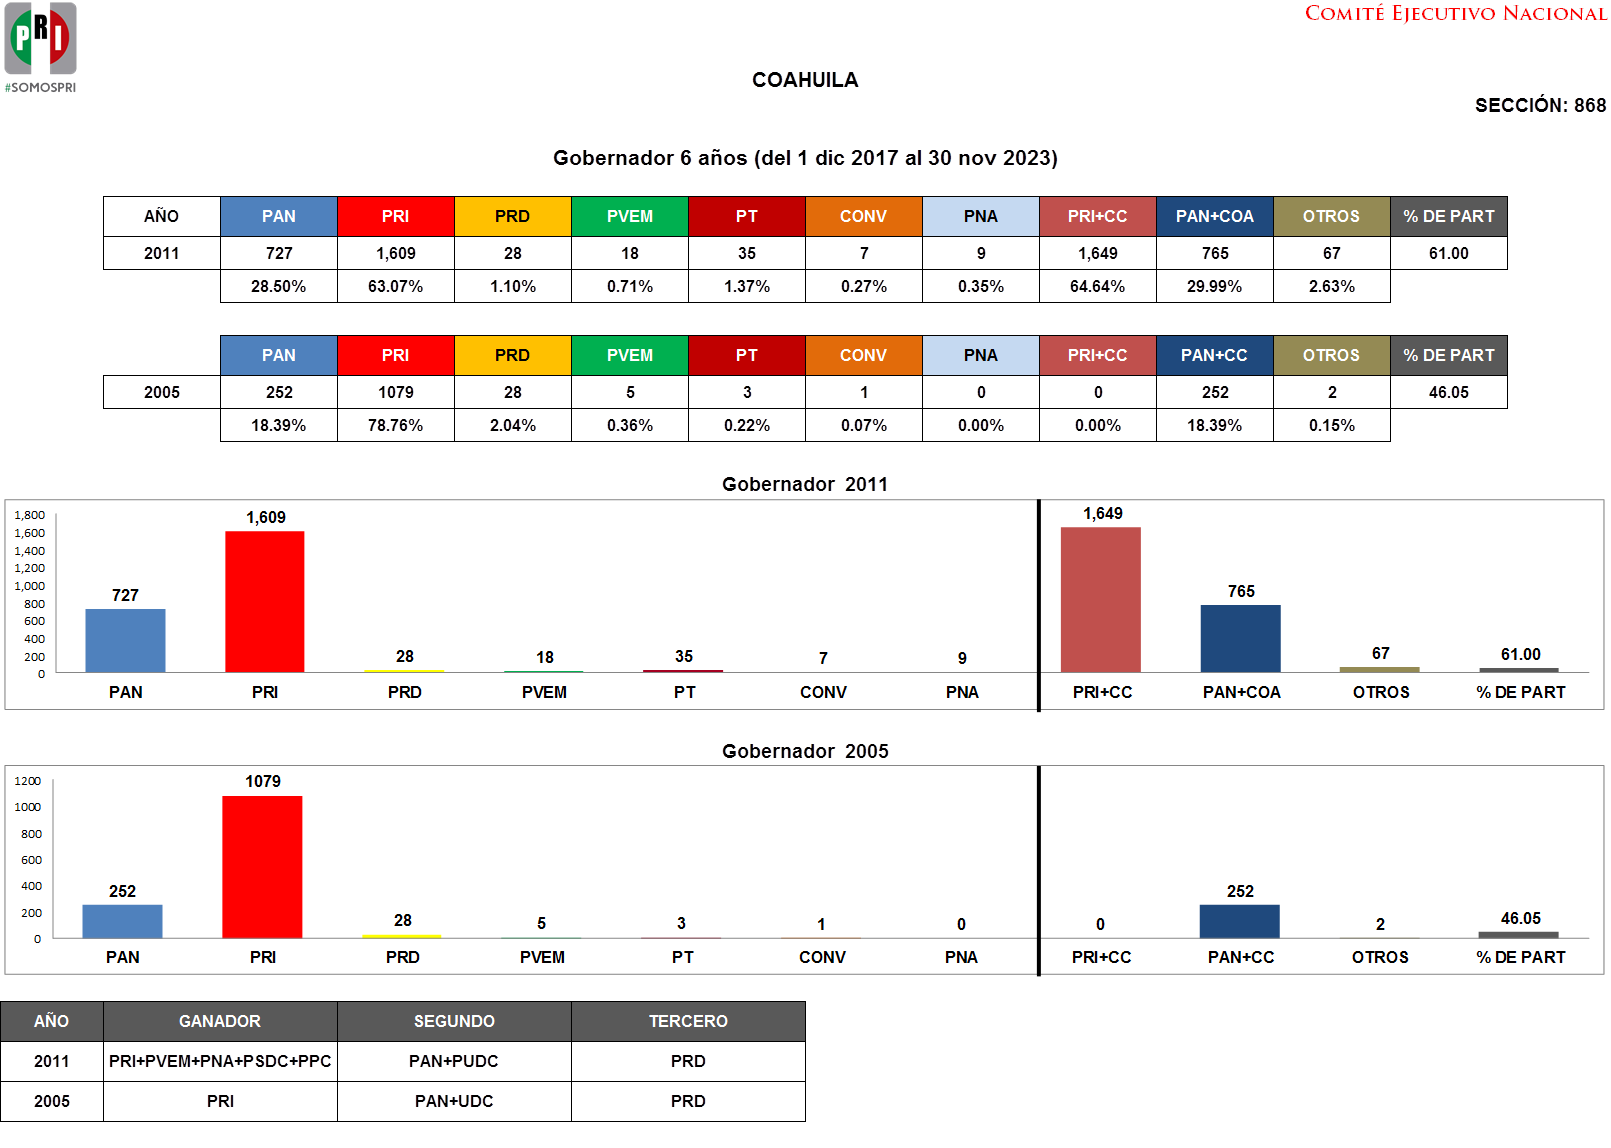 PRI
#SOMOSPRI
COMITÉ EJECUTIVO NACIONAL
COAHUILA
SECCIÓN: 868
Gobernador 6 años (del 1 dic 2017 al 30 nov 2023)
AÑO PAN PRI PRD PVEM PT CONV PNA PRI+CC PAN+COA OTROS % DE PART
2011 727 1,609 28 18 35 7 9 1,649 765 67 61.00
28.50% 63.07% 1.10% 0.71% 1.37% 0.27% 0.35% 64.64% 29.99% 2.63%
PAN PRI PRD PVEM PT CONV PNA PRI+CC PAN+CC OTROS % DE PART
2005 252 1079 28 5 3 1 0 0 252 2 46.05
18.39% 78.76% 2.04% 0.36% 0.22% 0.07% 0.00% 0.00% 18.39% 0.15%
Gobernador 2011
1,800
1,600
1,400
1,200
1,000
800
600
400
200
0
727 1,609 28 18 35 7 9 1,649 765 67 61.00
PAN PRI PRD PVEM PT CONV PNA PRI+CC PAN+COA OTROS % DE PART
Gobernador 2005
1200
1000
800
600
400
200
0
252 1079 28 5 3 1 0 0 252 2 46.05
PAN PRI PRD PVEM PT CONV PNA PRI+CC PAN+CC OTROS % DE PART
AÑO GANADOR SEGUNDO TERCERO
2011 PRI+PVEM+PNA+PSDC+PPC PAN+PUDC PRD
2005 PRI PAN+UDC PRD